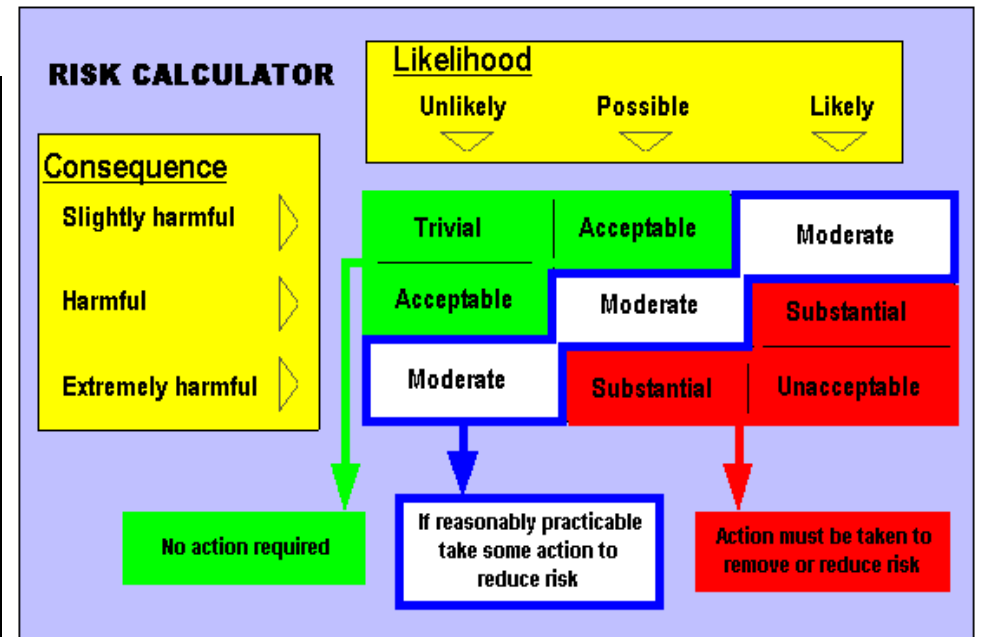 RISK CALCULATOR
Likelihood
Unlikely Possible Likely
Consequence
Slightly harmful
Harmful
Extremely harmful
Trivial Acceptable Moderate
Acceptable Moderate Substantial
Moderate Substantial Unacceptable
No action required
If reasonably practicable
take some action to
reduce risk
Action must be taken to
remove or reduce risk